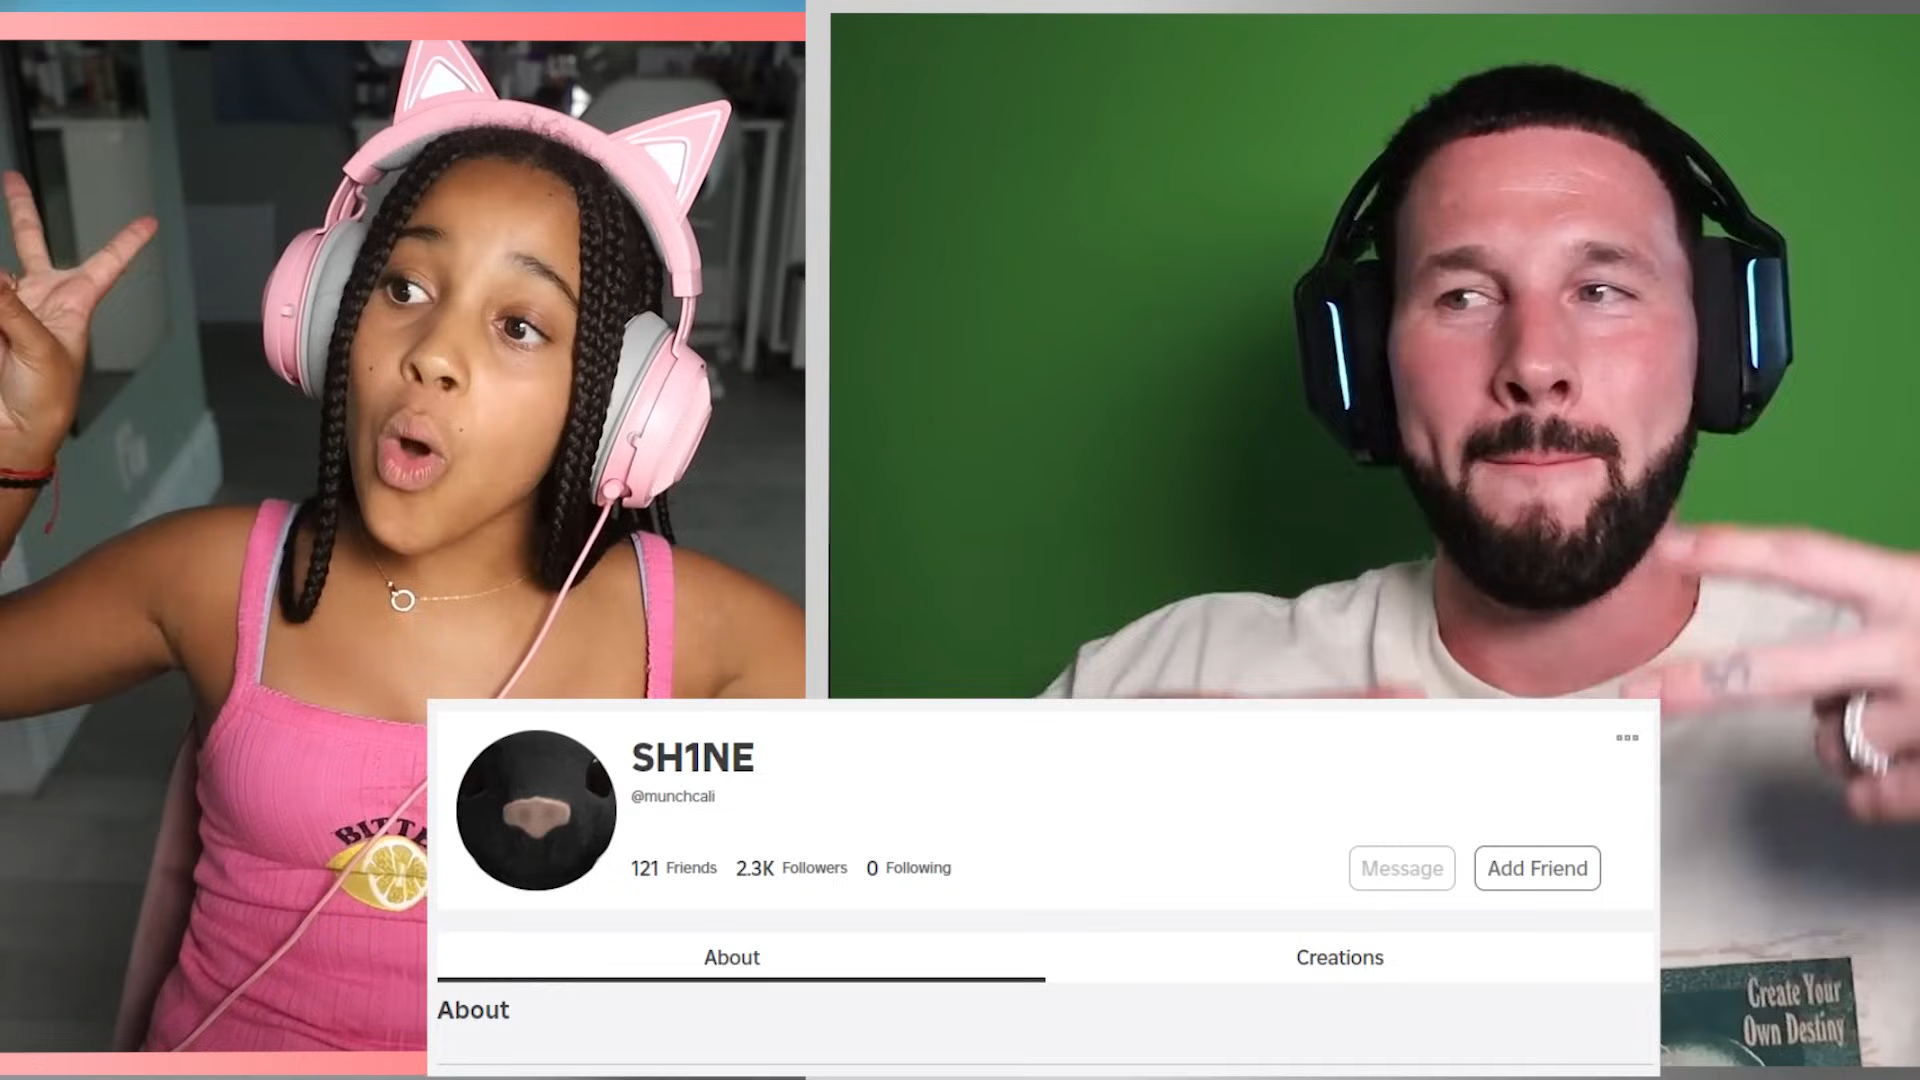 BITTE
SH1NE
@munchcali
121 Friends 2.3K Followers 0 Following
Message Add Friend
About Creations
About
Create Your
Own Destiny